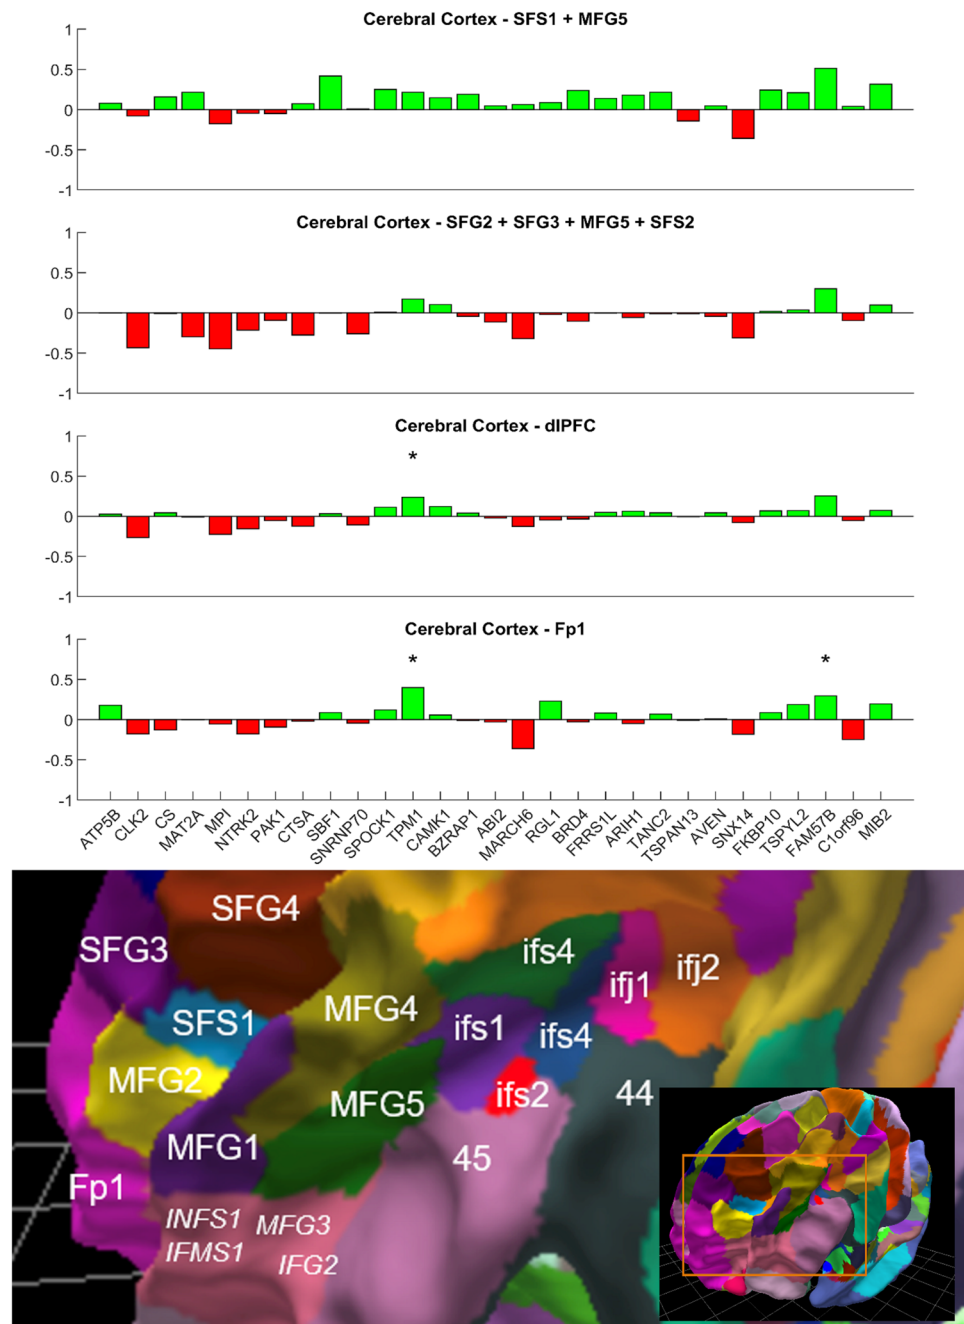 Cerebral Cortex - SFS1 + MFG5
1
0.5
0
-0.5
-1
Cerebral Cortex - SFG2 + SFG3 + MFG5 + SFS2
1
0.5
0
-0.5
-1
Cerebral Cortex - dlPFC
*
1
0.5
0
-0.5
-1
Cerebral Cortex - Fp1
* *
1
0.5
0
-0.5
-1
ATP5B CLK2 CS MAT2A MPI NTRK2 PAK1 CTSA SBF1 SNRNP70 SPOCK1 TPM1 CAMK1 BZRAP1 ABI2 MARCH6 RGL1 BRD4 FRRS1L ARIH1 TANC2 TSPAN13 AVEN SNX14 FKBP10 TSPYL2 FAM57B C1orf96 MIB2
SFG4
SFG3
ifs4
ifj1
ifj2
SFS1
MFG4
ifs1
ifs4
MFG2
MFG5
ifs2
44
MFG1
45
Fp1
INFS1
MFG3
IFMS1
IFG2